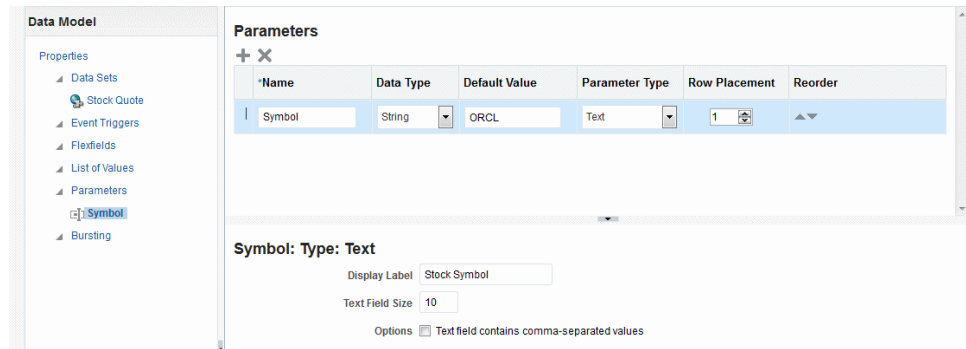 Data Model
Properties
Data Sets
Stock Quote
Event Triggers
Flexfields
List of Values
Parameters
Symbol
Bursting
Parameters
*Name Data Type Default Value Parameter Type Row Placement Reorder
Symbol String ORCL Text 1
Symbol: Type: Text
Display Label Stock Symbol
Text Field Size 10
Options Text field contains comma-separated values